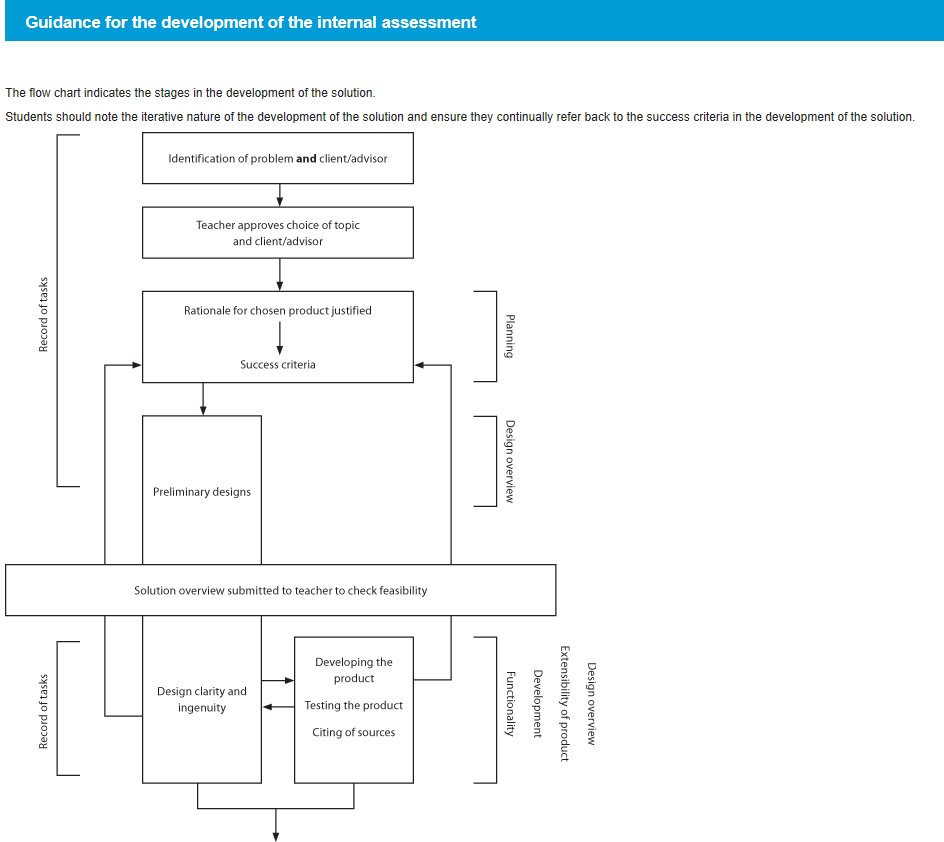 Guidance for the development of the internal assessment
The flow chart indicates the stages in the development of the solution.
Students should note the iterative nature of the development of the solution and ensure they continually refer back to the success criteria in the development of the solution.
Identification of problem and client/advisor
Teacher approves choice of topic
and client/advisor
Record of tasks
Rationale for chosen product justified
Success criteria
Planning
Preliminary designs
Design overview
Solution overview submitted to teacher to check feasibility
Record of tasks
Design clarity and
ingenuity
Developing the
product
Testing the product
Citing of sources
Functionality
Development
Extensibility of product
Design overview